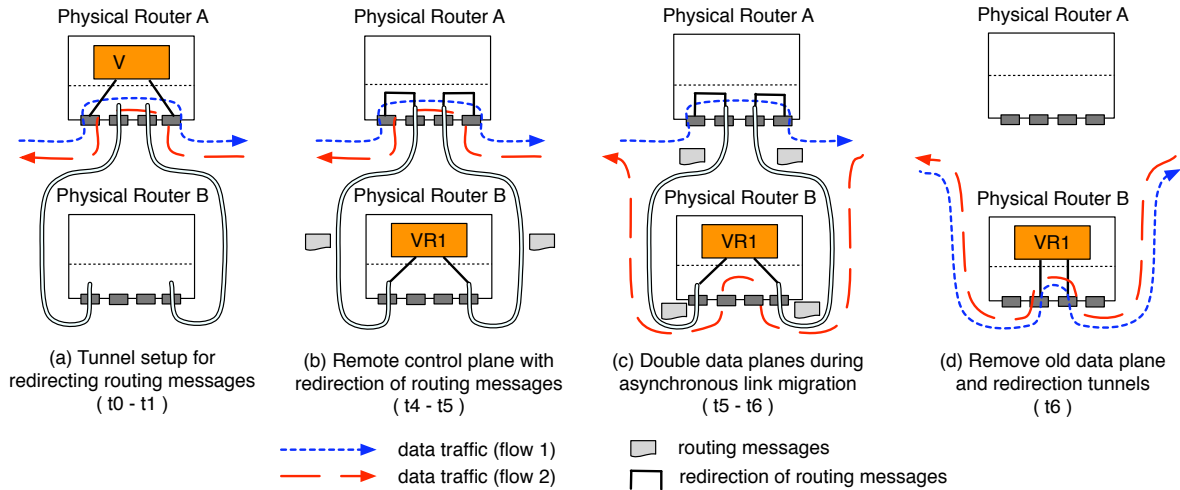 Physical Router A
V
Physical Router B
(a) Tunnel setup for
redirecting routing messages
( t0 - t1 )
Physical Router A
Physical Router B
VR1
(b) Remote control plane with
redirection of routing messages
( t4 - t5 )
Physical Router A
Physical Router B
VR1
(c) Double data planes during
asynchronous link migration
( t5 - t6 )
Physical Router A
Physical Router B
VR1
(d) Remove old data plane
and redirection tunnels
( t6 )
data traffic (flow 1)
data traffic (flow 2)
routing messages
redirection of routing messages